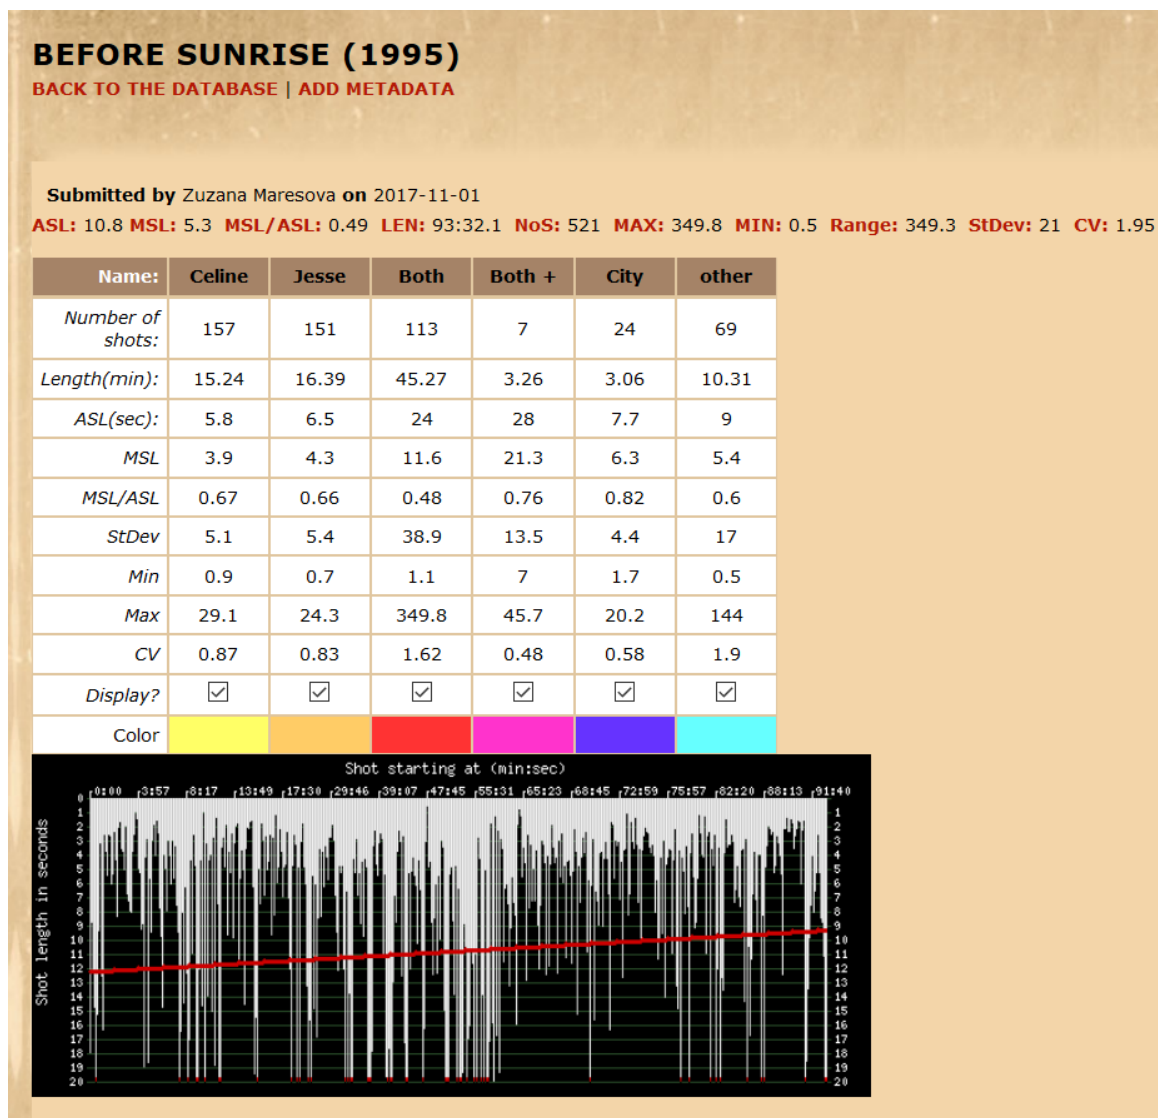 BEFORE SUNRISE (1995)
BACK TO THE DATABASE | ADD METADATA
Submitted by Zuzana Maresova on 2017-11-01
ASL: 10.8 MSL: 5.3 MSL/ASL: 0.49 LEN: 93:32.1 NoS: 521 MAX: 349.8 MIN: 0.5 Range: 349.3 StDev: 21 CV: 1.95
Name: Celine Jesse Both Both + City other
Number of
shots: 157 151 113 7 24 69
Length(min): 15.24 16.39 45.27 3.26 3.06 10.31
ASL(sec): 5.8 6.5 24 28 7.7 9
MSL 3.9 4.3 11.6 21.3 6.3 5.4
MSL/ASL 0.67 0.66 0.48 0.76 0.82 0.6
StDev 5.1 5.4 38.9 13.5 4.4 17
Min 0.9 0.7 1.1 7 1.7 0.5
Max 29.1 24.3 349.8 45.7 20.2 144
CV 0.87 0.83 1.62 0.48 0.58 1.9
Display?
Color
Shot starting at (min:sec)
0:00 3:57 8:17 13:49 17:30 29:46 39:07 47:45 55:31 65:23 68:45 72:59 75:57 82:20 88:13 91:40
Shot length in seconds
0
1 1
2 2
3 3
4 4
5 5
6 6
7 7
8 8
9 9
10 10
11 11
12 12
13 13
14 14
15 15
16 16
17 17
18 18
19 19
20 20